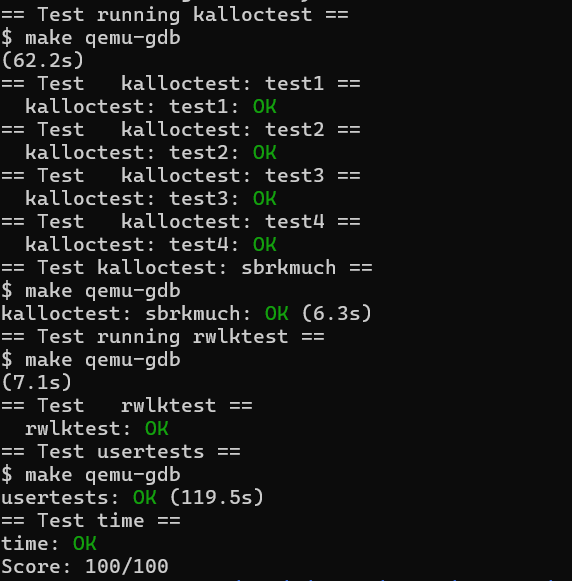 == Test running kalloctest ==
$ make qemu-gdb
(62.2s)
== Test   kalloctest: test1 ==
  kalloctest: test1: OK
== Test   kalloctest: test2 ==
  kalloctest: test2: OK
== Test   kalloctest: test3 ==
  kalloctest: test3: OK
== Test   kalloctest: test4 ==
  kalloctest: test4: OK
== Test kalloctest: sbrkmuch ==
$ make qemu-gdb
kalloctest: sbrkmuch: OK (6.3s)
== Test running rwlktest ==
$ make qemu-gdb
(7.1s)
== Test   rwlktest ==
  rwlktest: OK
== Test usertests ==
$ make qemu-gdb
usertests: OK (119.5s)
== Test time ==
time: OK
Score: 100/100